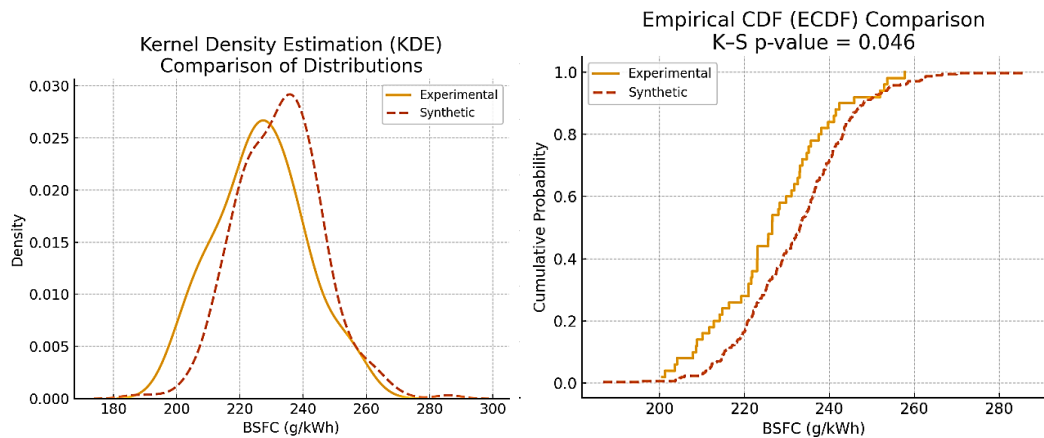 Kernel Density Estimation (KDE)
Comparison of Distributions
0.030
0.025
0.020
0.015
0.010
0.005
0.000
Density
Experimental
Synthetic
180
200
220
240
260
280
300
BSFC (g/kWh)
Empirical CDF (ECDF) Comparison
K–S p-value = 0.046
1.0
0.8
0.6
0.4
0.2
0.0
Cumulative Probability
Experimental
Synthetic
200
220
240
260
280
BSFC (g/kWh)